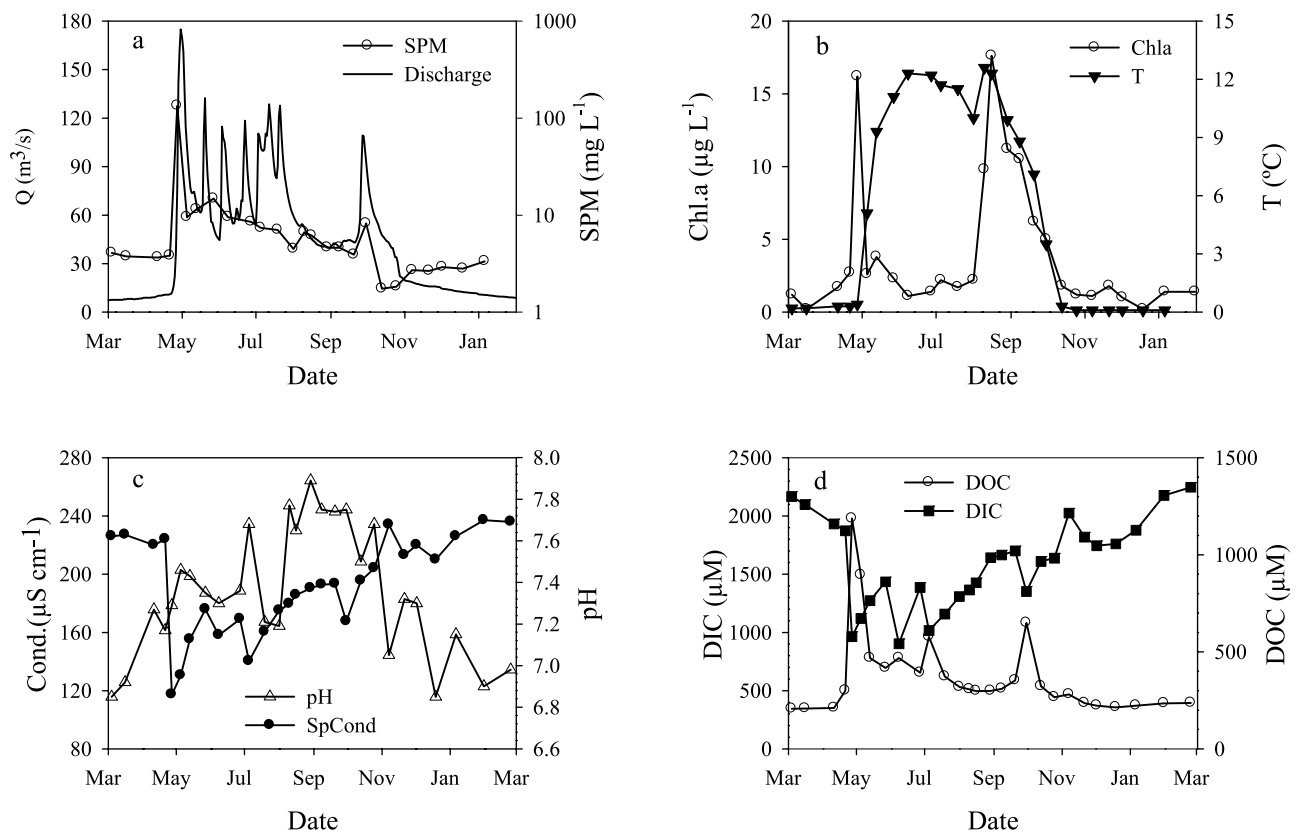 a
180
150
120
90
60
30
0
Q (m³/s)
SPM
Discharge
1000
100
10
1
SPM (mg L⁻¹)
Mar May Jul Sep Nov Jan
Date
b
20
15
10
5
0
Chl.a (µg L⁻¹)
Chla
T
15
12
9
6
3
0
T (ºC)
Mar May Jul Sep Nov Jan
Date
c
280
240
200
160
120
80
Cond.(µS cm⁻¹)
pH
SpCond
8.0
7.8
7.6
7.4
7.2
7.0
6.8
6.6
pH
Mar May Jul Sep Nov Jan Mar
Date
d
2500
2000
1500
1000
500
0
DIC (µM)
DOC
DIC
1500
1000
500
0
DOC (µM)
Mar May Jul Sep Nov Jan Mar
Date